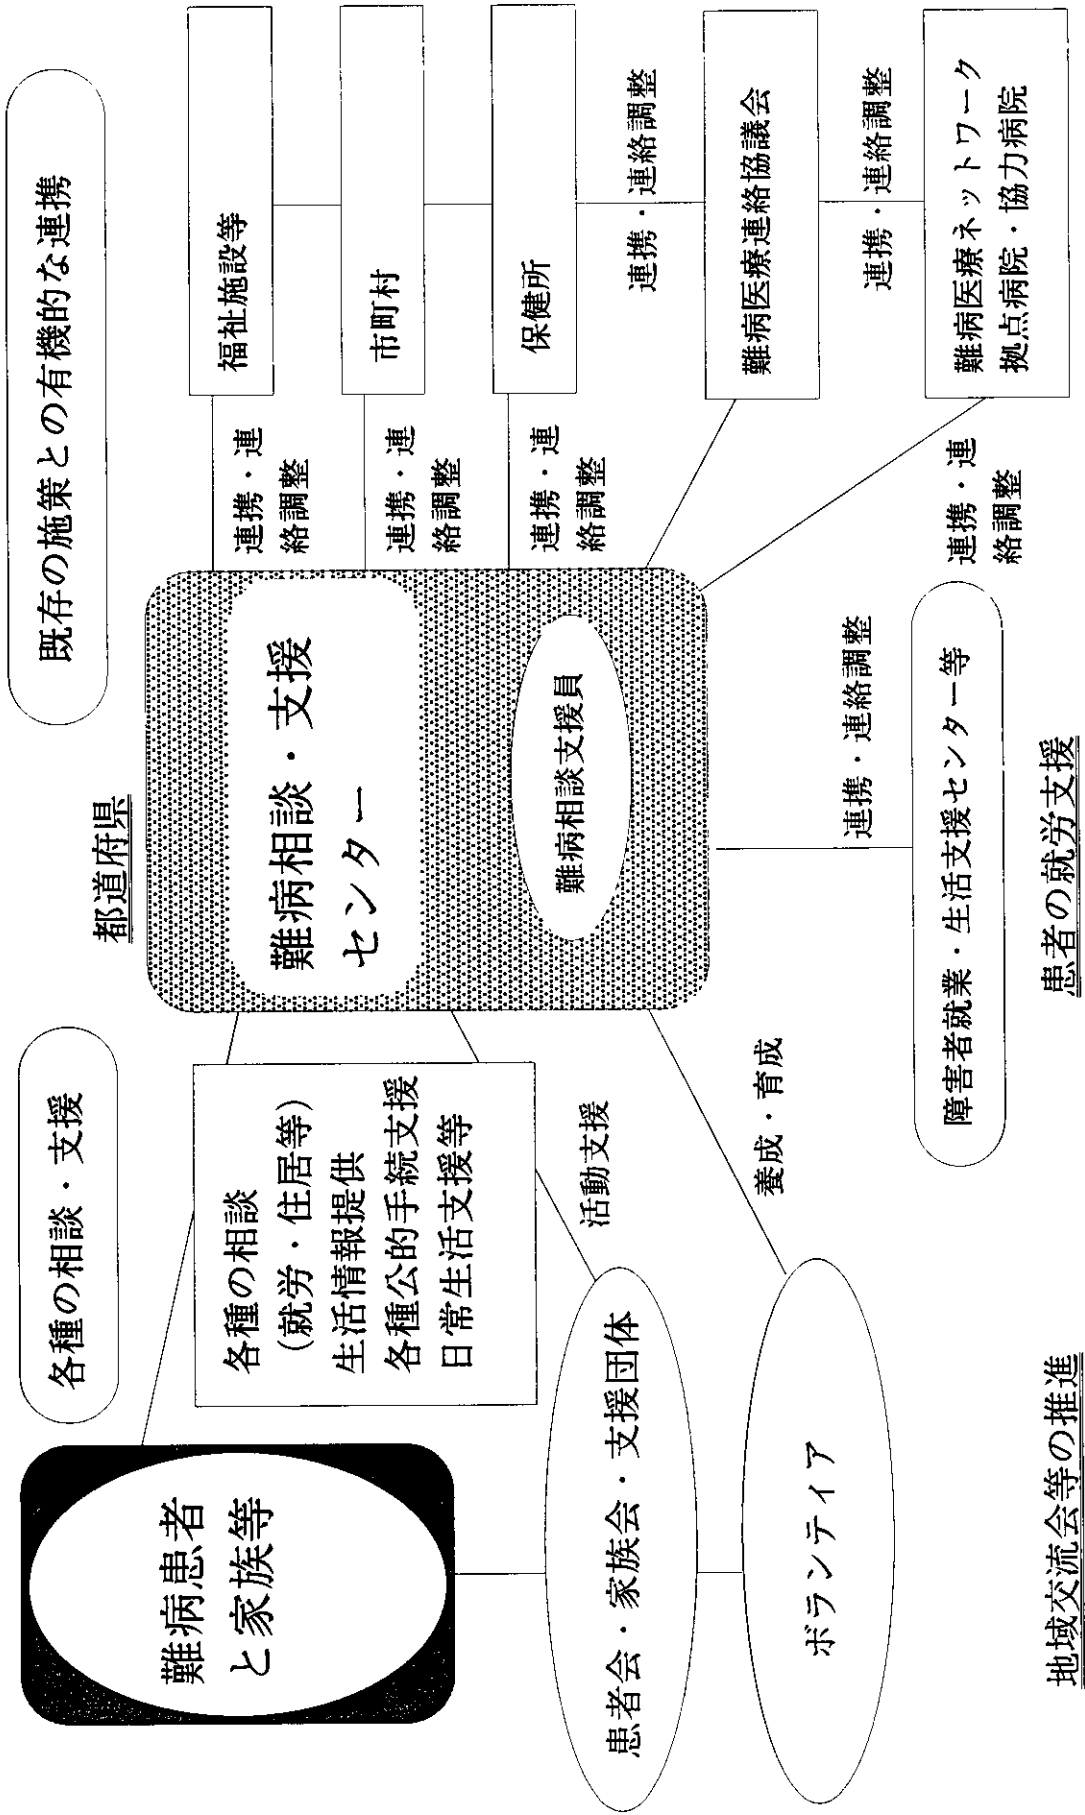 各種の相談・支援
都道府県
既存の施策との有機的な連携
難病患者
と家族等
各種の相談
(就労・住居等)
生活情報提供
各種公的手続支援
日常生活支援等
難病相談・支援
センター
難病相談支援員
連携・連
絡調整
福祉施設等
連携・連
絡調整
市町村
連携・連
絡調整
保健所
連携・連絡調整
難病医療連絡協議会
連携・連絡調整
難病医療ネットワーク
拠点病院・協力病院
連携・連
絡調整
活動支援
患者会・家族会・支援団体
養成・育成
ボランティア
連携・連絡調整
障害者就業・生活支援センター等
地域交流会等の推進
患者の就労支援